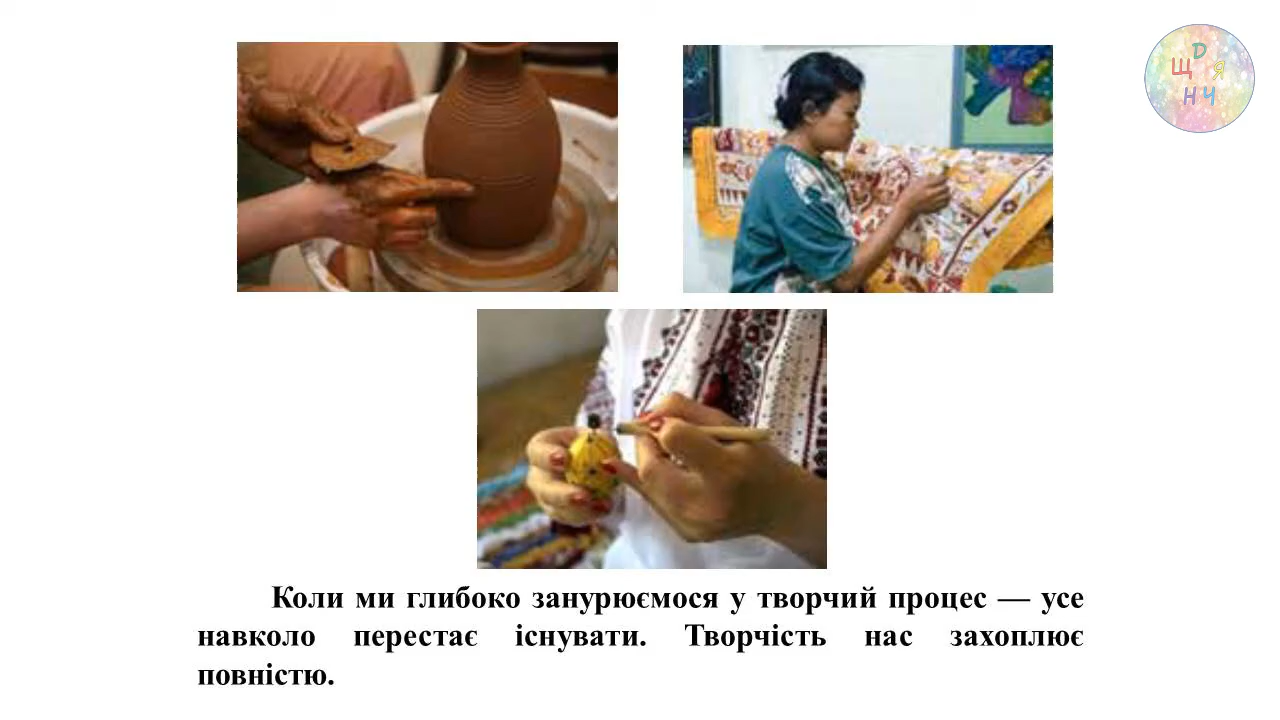 Д
Щ Я
Н Ч
Коли ми глибоко занурюємося у творчий процес — усе
навколо перестає існувати. Творчість нас захоплює
повністю.